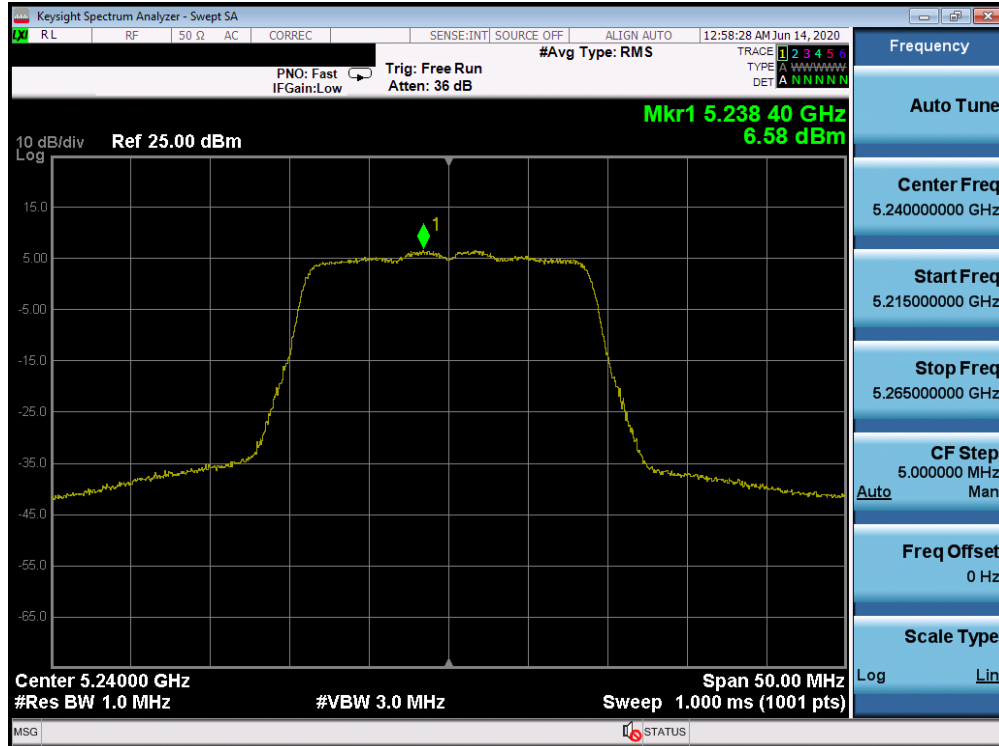 Keysight Spectrum Analyzer - Swept SA
LXI RL RF 50 Ω AC CORREC SENSE:INT SOURCE OFF ALIGN AUTO 12:58:28 AM Jun 14, 2020
#Avg Type: RMS TRACE 1 2 3 4 5 6
PNO: Fast Trig: Free Run TYPE A WWWWW
IFGain:Low Atten: 36 dB DET A N N N N N
Mkr1 5.238 40 GHz
10 dB/div Ref 25.00 dBm 6.58 dBm
Log
15.0
1
5.00
-5.00
-15.0
-25.0
-35.0
-45.0
-55.0
-65.0
Center 5.24000 GHz Span 50.00 MHz
#Res BW 1.0 MHz #VBW 3.0 MHz Sweep 1.000 ms (1001 pts)
MSG STATUS
Frequency
Auto Tune
Center Freq
5.240000000 GHz
Start Freq
5.215000000 GHz
Stop Freq
5.265000000 GHz
CF Step
5.000000 MHz
Auto Man
Freq Offset
0 Hz
Scale Type
Log Lin